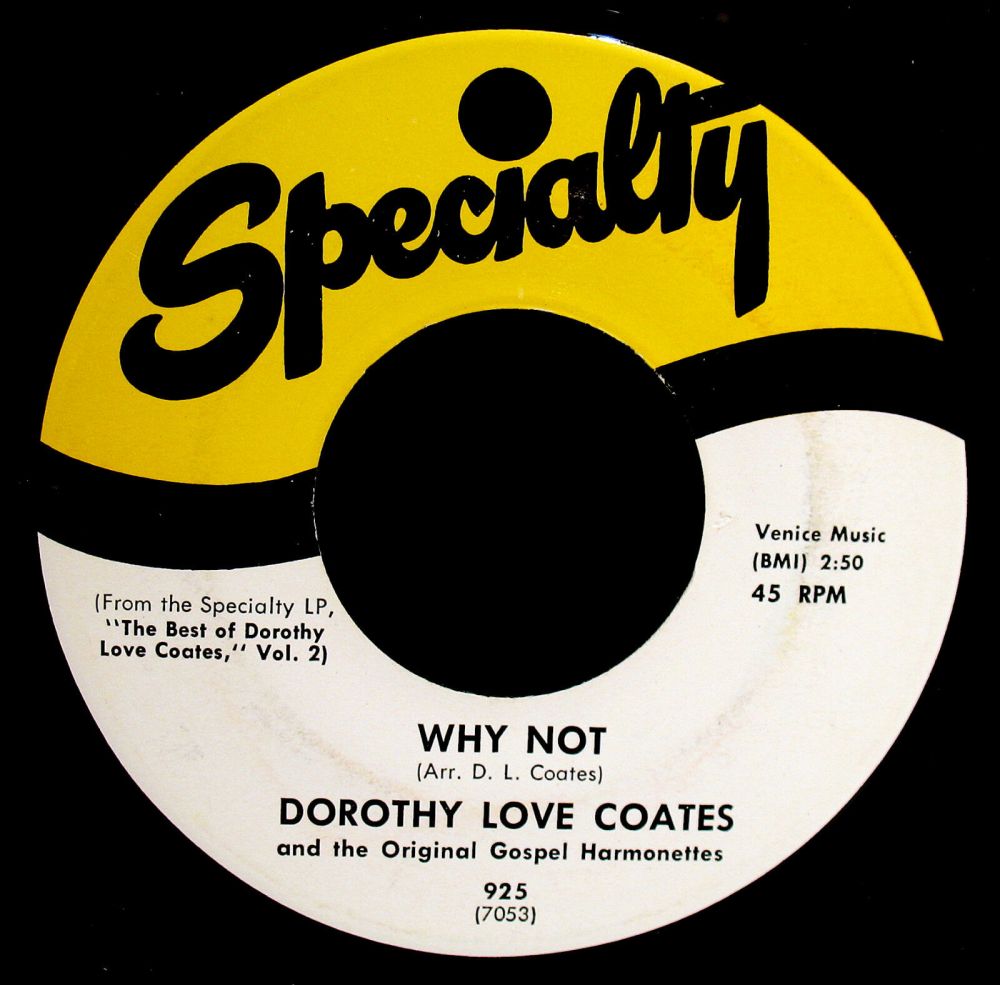 Specialty
Venice Music
(BMI) 2:50
45 RPM
(From the Specialty LP,
"The Best of Dorothy
Love Coates," Vol. 2)
WHY NOT
(Arr. D. L. Coates)
DOROTHY LOVE COATES
and the Original Gospel Harmonettes
925
(7053)